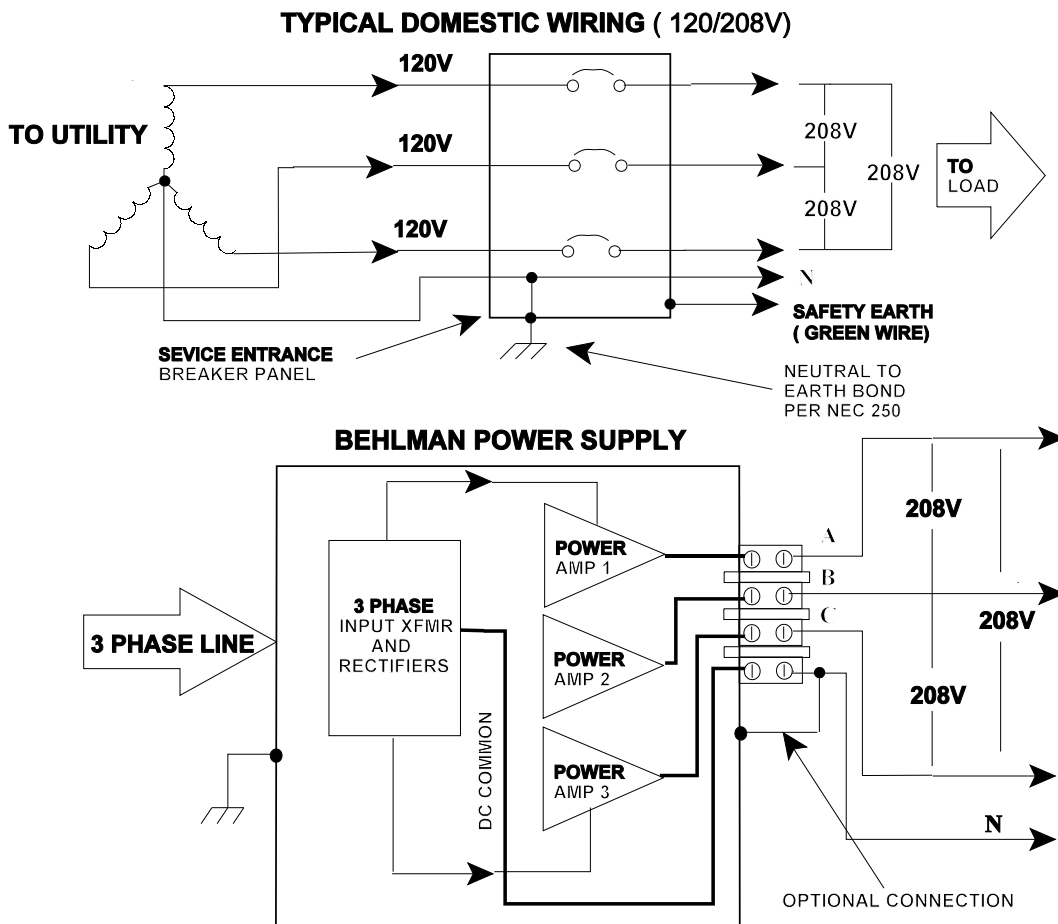 TYPICAL DOMESTIC WIRING ( 120/208V)
120V
TO UTILITY
120V
120V
208V
208V
208V
TO
LOAD
N
SAFETY EARTH
( GREEN WIRE)
SEVICE ENTRANCE
BREAKER PANEL
NEUTRAL TO
EARTH BOND
PER NEC 250
BEHLMAN POWER SUPPLY
3 PHASE LINE
3 PHASE
INPUT XFMR
AND
RECTIFIERS
DC COMMON
POWER
AMP 1
POWER
AMP 2
POWER
AMP 3
A
B
C
208V
208V
208V
N
OPTIONAL CONNECTION